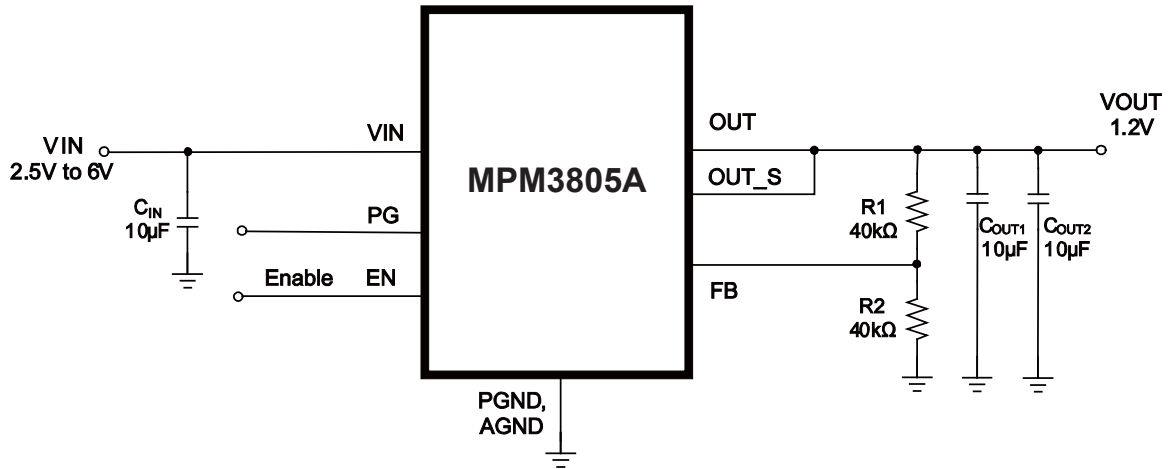 VIN
2.5V to 6V
CIN
10µF
VIN
PG
Enable
EN
MPM3805A
PGND,
AGND
OUT
OUT_S
FB
R1
40kΩ
R2
40kΩ
COUT1
10µF
COUT2
10µF
VOUT
1.2V